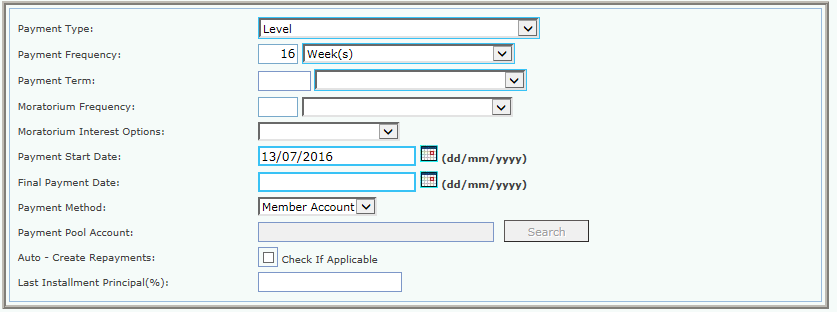 Payment Type: Level
Payment Frequency: 16 Week(s)
Payment Term:
Moratorium Frequency:
Moratorium Interest Options:
Payment Start Date: 13/07/2016 (dd/mm/yyyy)
Final Payment Date: (dd/mm/yyyy)
Payment Method: Member Account
Payment Pool Account: Search
Auto - Create Repayments: Check If Applicable
Last Installment Principal(%):